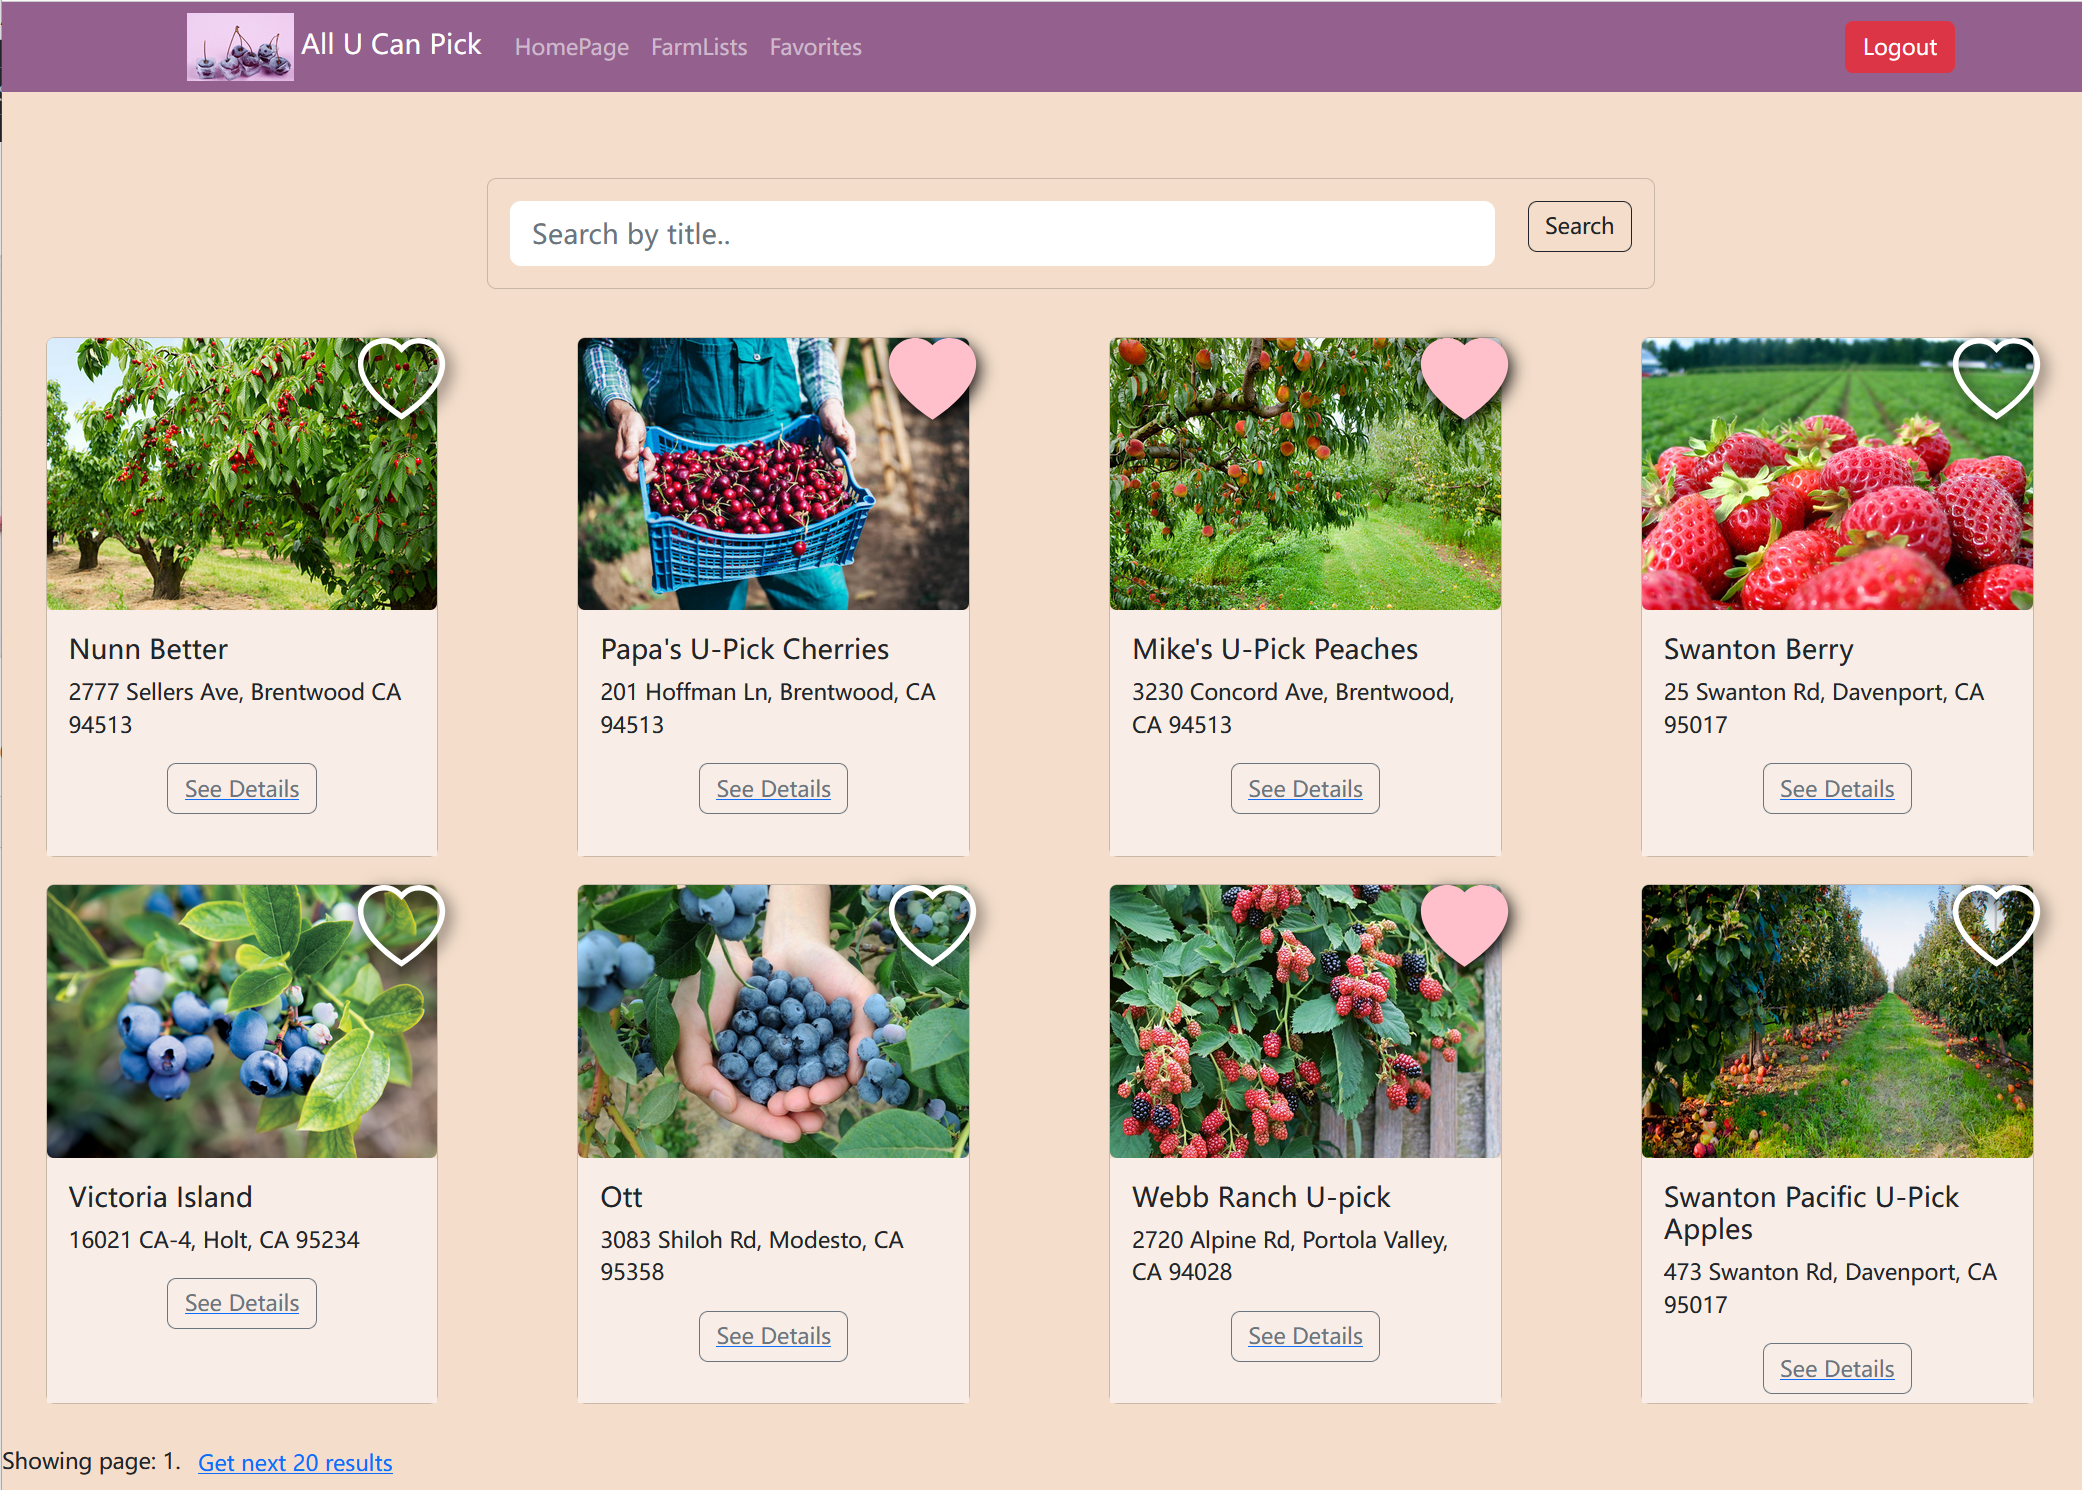 All U Can Pick HomePage FarmLists Favorites Logout
Search by title.. Search
Nunn Better
2777 Sellers Ave, Brentwood CA
94513
See Details
Papa's U-Pick Cherries
201 Hoffman Ln, Brentwood, CA
94513
See Details
Mike's U-Pick Peaches
3230 Concord Ave, Brentwood,
CA 94513
See Details
Swanton Berry
25 Swanton Rd, Davenport, CA
95017
See Details
Victoria Island
16021 CA-4, Holt, CA 95234
See Details
Ott
3083 Shiloh Rd, Modesto, CA
95358
See Details
Webb Ranch U-pick
2720 Alpine Rd, Portola Valley,
CA 94028
See Details
Swanton Pacific U-Pick
Apples
473 Swanton Rd, Davenport, CA
95017
See Details
Showing page: 1. Get next 20 results